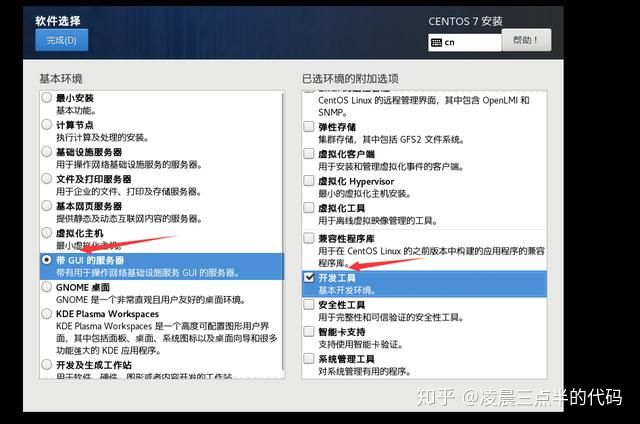 软件选择
完成(D)
CENTOS 7 安装
cn
帮助！
基本环境
最小安装
基本功能。
计算节点
执行计算及处理的安装。
基础设施服务器
用于操作网络基础设施服务的服务器。
文件及打印服务器
用于企业的文件、打印及存储服务器。
基本网页服务器
提供静态及动态互联网内容的服务器。
虚拟化主机
最小虚拟化主机。
带 GUI 的服务器
带有用于操作网络基础设施服务 GUI 的服务器。
GNOME 桌面
GNOME 是一个非常直观且用户友好的桌面环境。
KDE Plasma Workspaces
KDE Plasma Workspaces 是一个高度可配置图形用户界
面，其中包括面板、桌面、系统图标以及桌面向导和很多
功能强大的 KDE 应用程序。
开发及生成工作站
用于软件、硬件、图形或者内容开发的工作站。
已选环境的附加选项
CentOS Linux 的远程管理界面，其中包含 OpenLMI 和
SNMP。
弹性存储
集群存储，其中包括 GFS2 文件系统。
虚拟化客户端
用于安装和管理虚拟化事件的客户端。
虚拟化 Hypervisor
最小的虚拟化主机安装。
虚拟化工具
用于离线虚拟映像管理的工具。
兼容性程序库
用于在 CentOS Linux 的之前版本中构建的应用程序的兼容
程序库。
开发工具
基本开发环境。
安全性工具
用于完整性和可信验证的安全性工具。
智能卡支持
支持使用智能卡验证。
系统管理工具
对系统管理有用的程序。
知乎 @凌晨三点半的代码